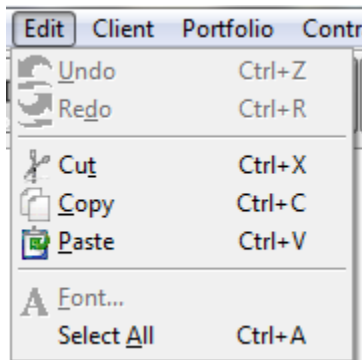 Edit Client Portfolio Contr
Undo Ctrl+Z
Redo Ctrl+R
Cut Ctrl+X
Copy Ctrl+C
Paste Ctrl+V
Font...
Select All Ctrl+A